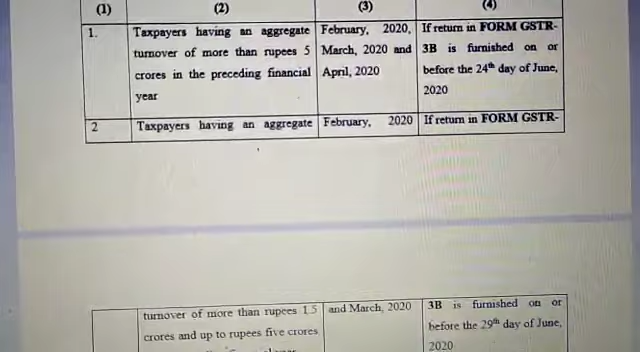 (1) (2) (3) (4)
1. Taxpayers having an aggregate February, 2020, If return in FORM GSTR-
turnover of more than rupees 5 March, 2020 and 3B is furnished on or
crores in the preceding financial April, 2020 before the 24th day of June,
year 2020
2 Taxpayers having an aggregate February, 2020 If return in FORM GSTR-
turnover of more than rupees 1.5 and March, 2020 3B is furnished on or
crores and up to rupees five crores before the 29th day of June,
2020